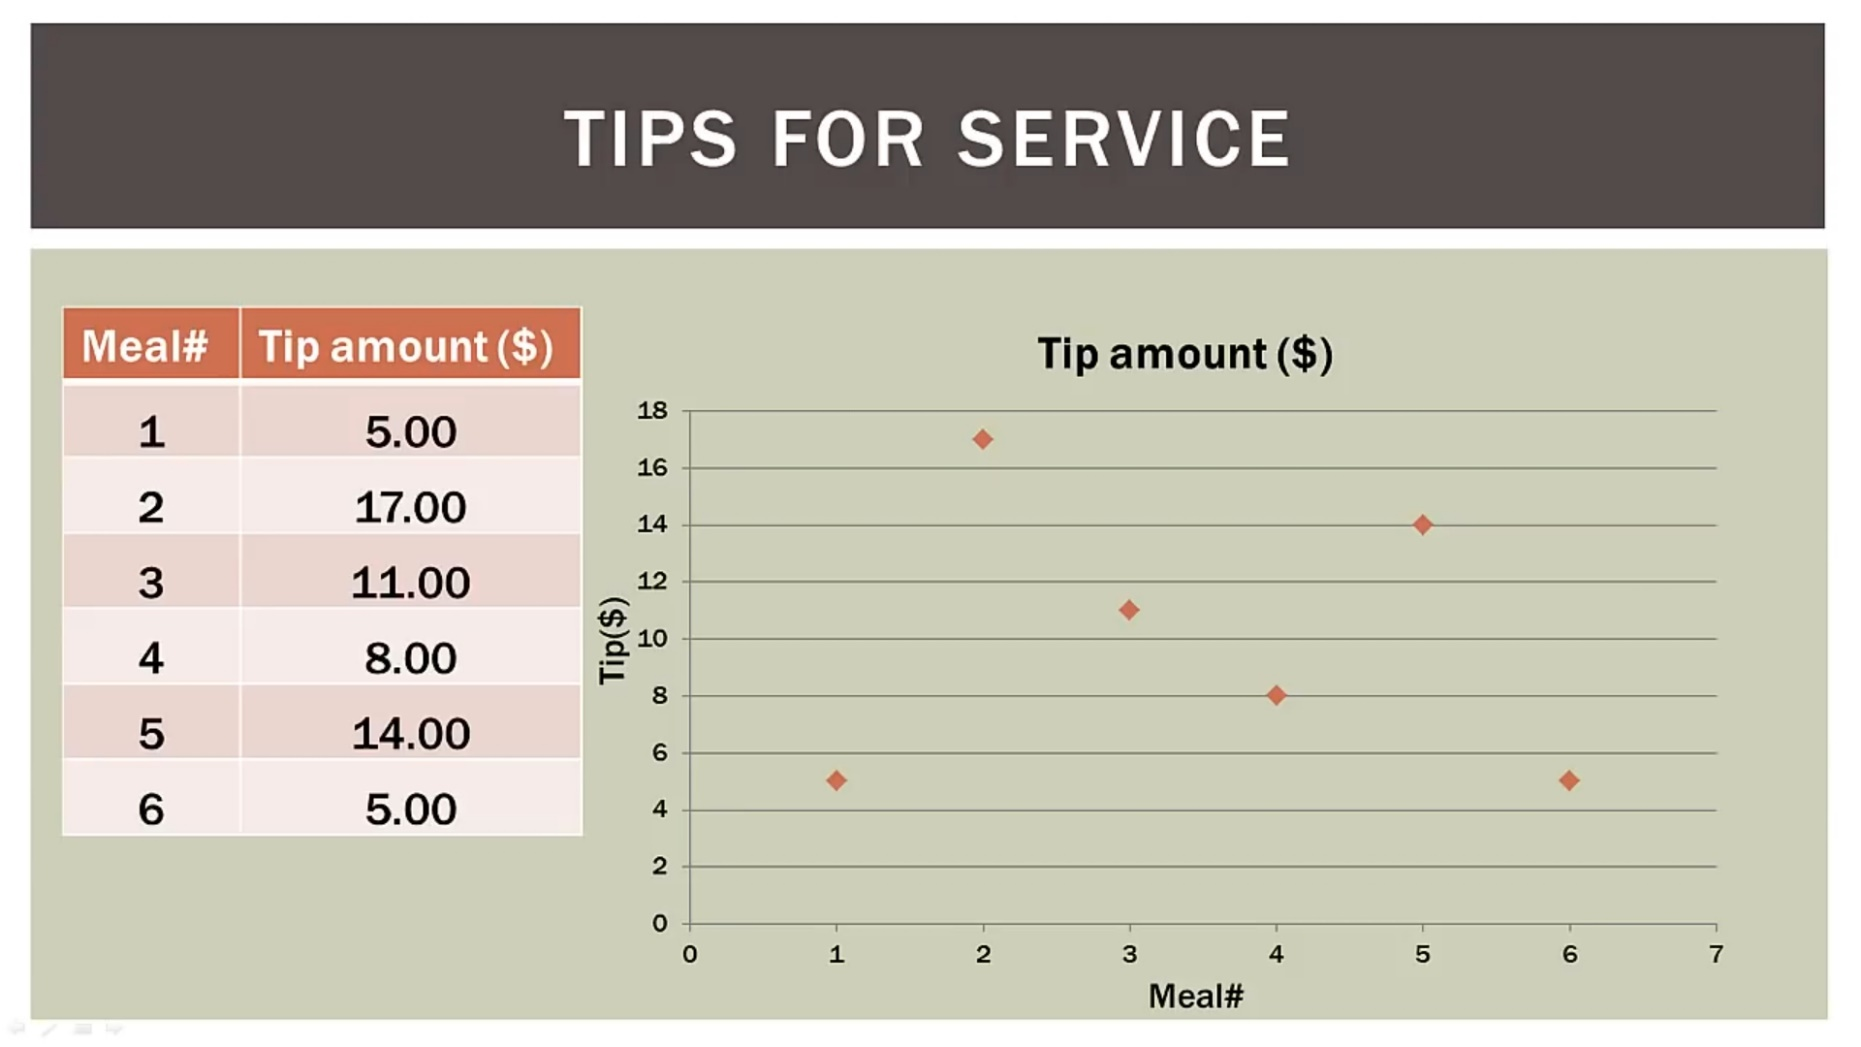 TIPS FOR SERVICE
Meal# Tip amount ($)
1 5.00
2 17.00
3 11.00
4 8.00
5 14.00
6 5.00
Tip amount ($)
18
16
14
12
10
8
6
4
2
0
Tip($)
0 1 2 3 4 5 6 7
Meal#